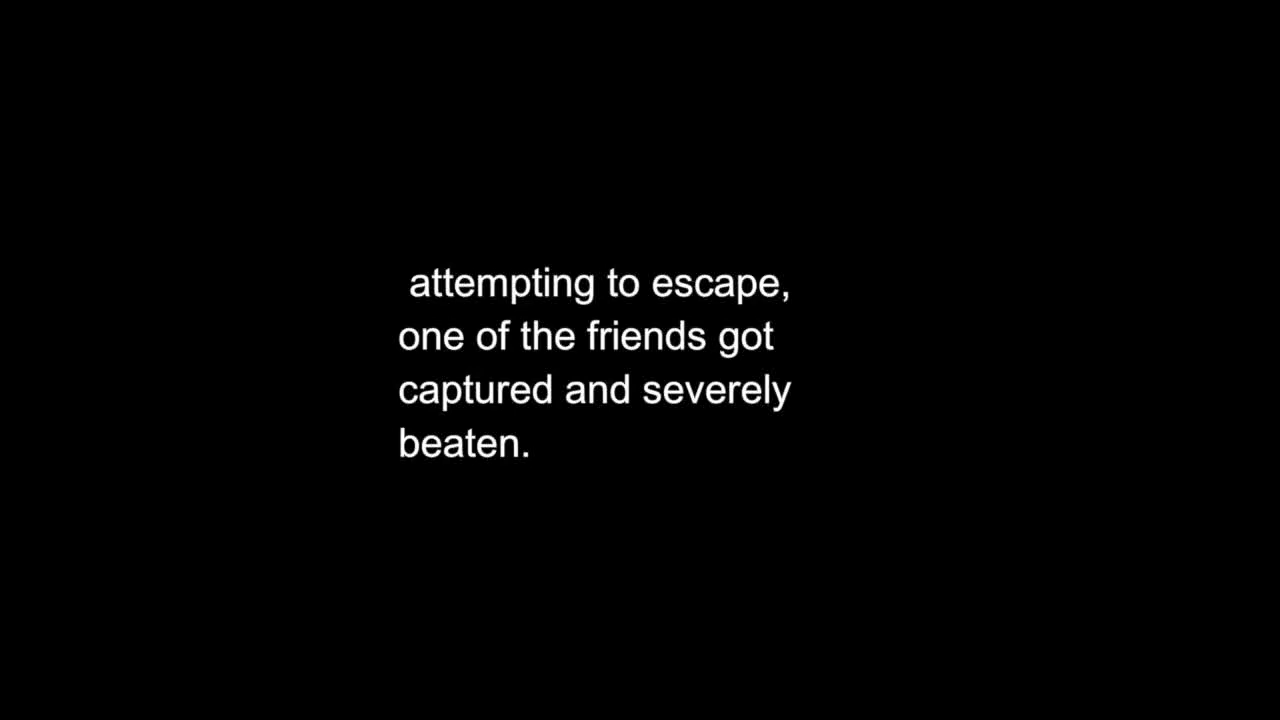 attempting to escape,
one of the friends got
captured and severely
beaten.